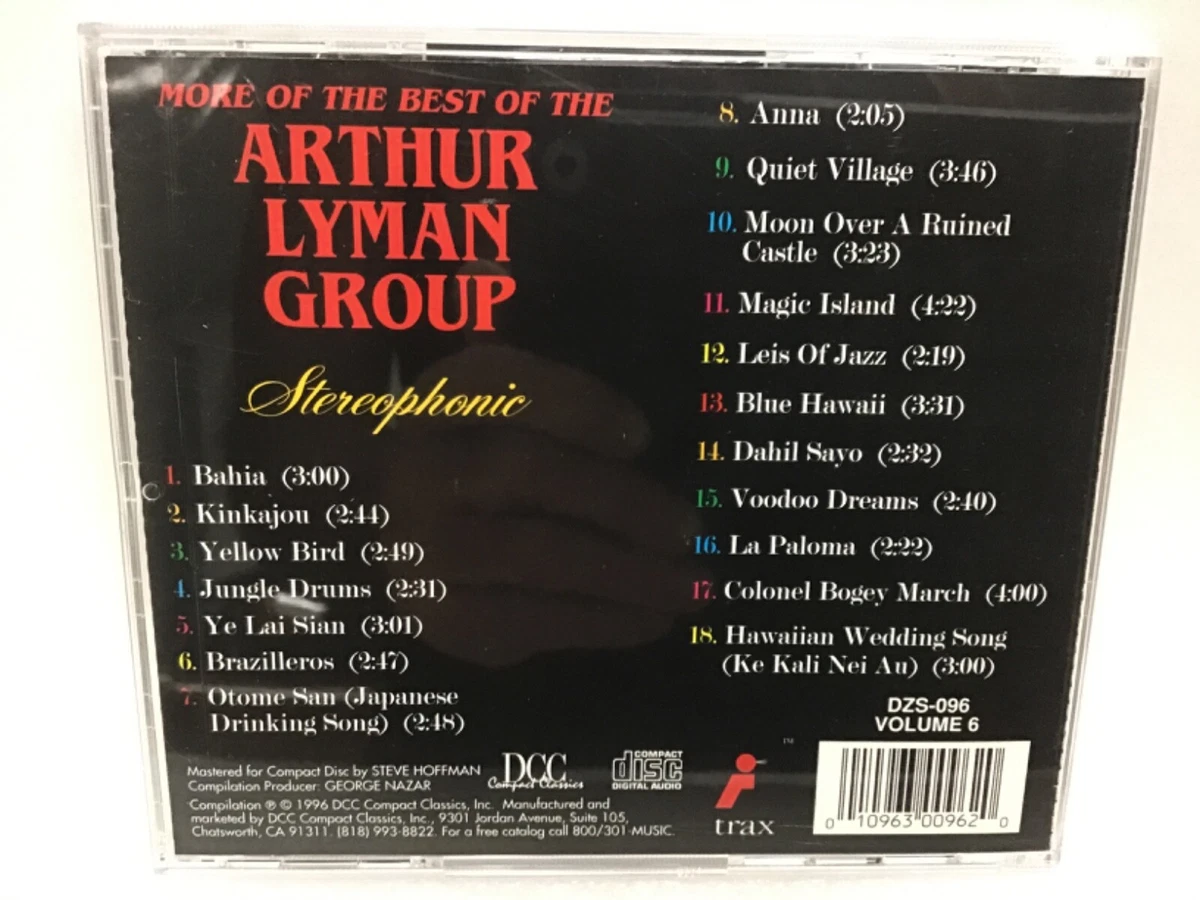 MORE OF THE BEST OF THE
ARTHUR
LYMAN
GROUP
Stereophonic
1. Bahia (3:00)
2. Kinkajou (2:44)
3. Yellow Bird (2:49)
4. Jungle Drums (2:31)
5. Ye Lai Sian (3:01)
6. Brazilleros (2:47)
7. Otome San (Japanese
Drinking Song) (2:48)
8. Anna (2:05)
9. Quiet Village (3:46)
10. Moon Over A Ruined
Castle (3:23)
11. Magic Island (4:22)
12. Leis Of Jazz (2:19)
13. Blue Hawaii (3:31)
14. Dahil Sayo (2:32)
15. Voodoo Dreams (2:40)
16. La Paloma (2:22)
17. Colonel Bogey March (4:00)
18. Hawaiian Wedding Song
(Ke Kali Nei Au) (3:00)
DZS-096
VOLUME 6
Mastered for Compact Disc by STEVE HOFFMAN
Compilation Producer: GEORGE NAZAR
Compilation ℗ © 1996 DCC Compact Classics, Inc. Manufactured and
marketed by DCC Compact Classics, Inc., 9301 Jordan Avenue, Suite 105,
Chatsworth, CA 91311. (818) 993-8822. For a free catalog call 800/301-MUSIC.
DCC
Compact Classics
COMPACT
disc
DIGITAL AUDIO
TM
trax
0 10963 00962 0